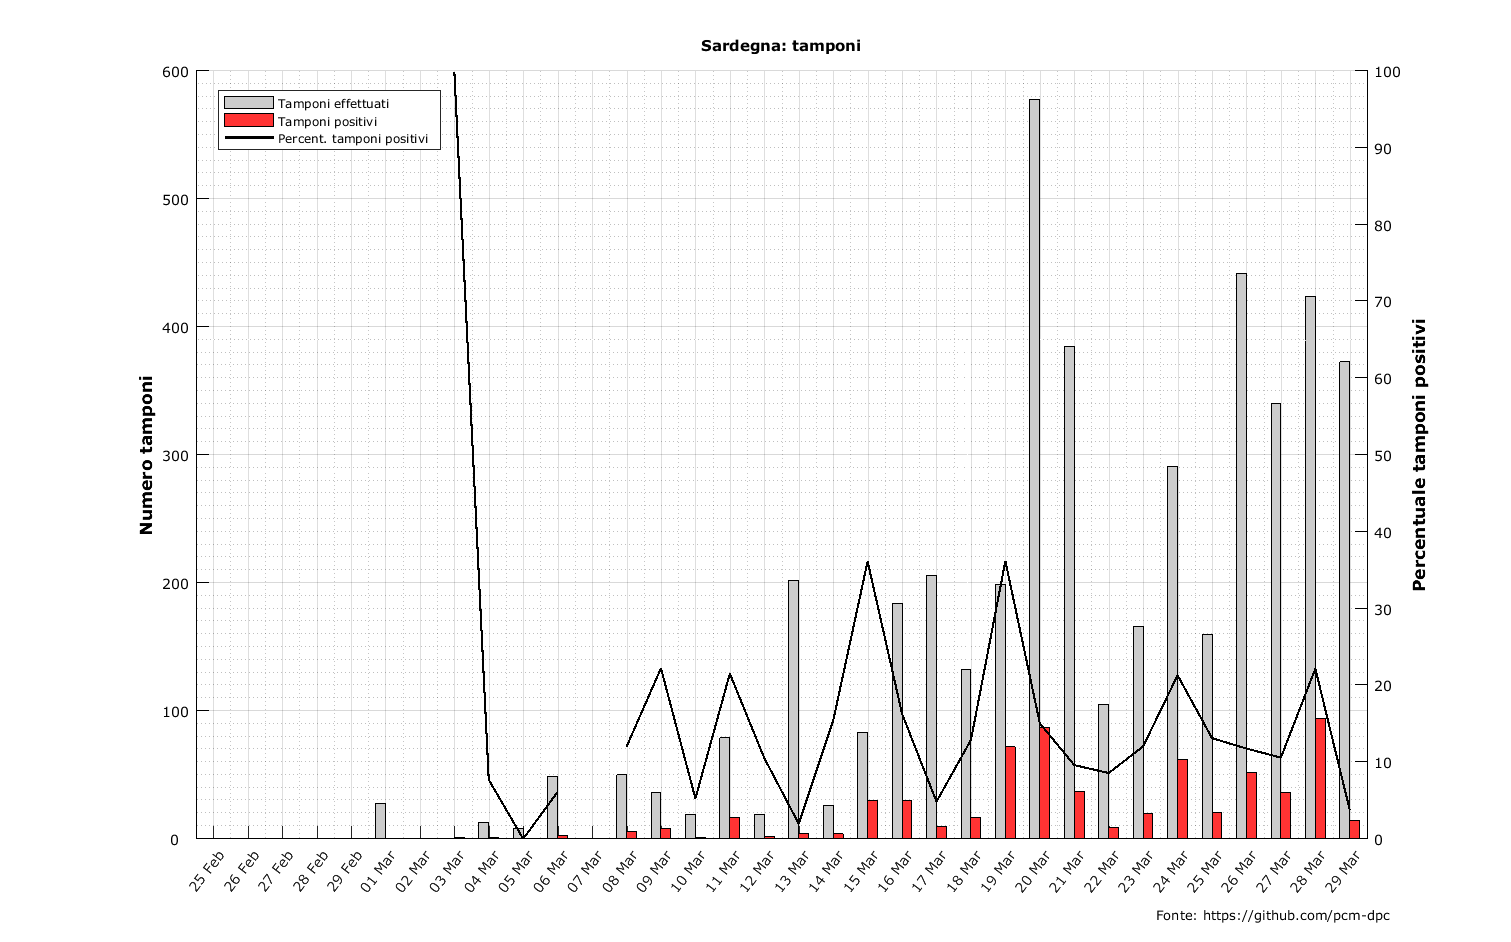 Sardegna: tamponi
Tamponi effettuati
Tamponi positivi
Percent. tamponi positivi
Numero tamponi
0
100
200
300
400
500
600
Percentuale tamponi positivi
0
10
20
30
40
50
60
70
80
90
100
25 Feb
26 Feb
27 Feb
28 Feb
29 Feb
01 Mar
02 Mar
03 Mar
04 Mar
05 Mar
06 Mar
07 Mar
08 Mar
09 Mar
10 Mar
11 Mar
12 Mar
13 Mar
14 Mar
15 Mar
16 Mar
17 Mar
18 Mar
19 Mar
20 Mar
21 Mar
22 Mar
23 Mar
24 Mar
25 Mar
26 Mar
27 Mar
28 Mar
29 Mar
Fonte: https://github.com/pcm-dpc